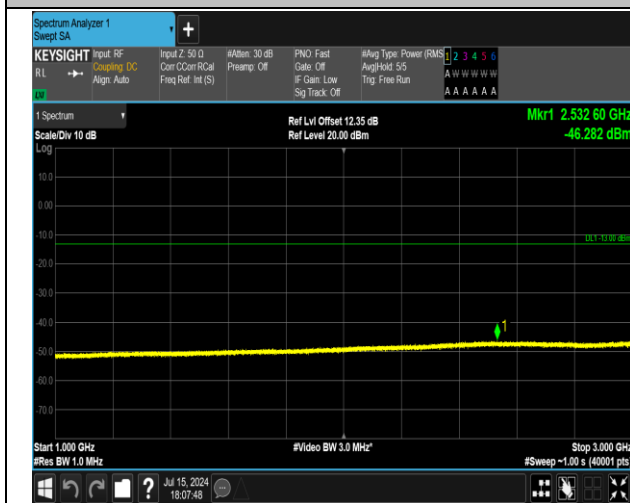 Spectrum Analyzer 1
Swept SA
+
KEYSIGHT
RL
Input: RF
Coupling: DC
Align: Auto
Input Z: 50 Ω
Corr CCorr RCal
Freq Ref: Int (S)
#Atten: 30 dB
Preamp: Off
PNO: Fast
Gate: Off
IF Gain: Low
Sig Track: Off
#Avg Type: Power (RMS
Avg|Hold: 5/5
Trig: Free Run
1 2 3 4 5 6
A W W W W W
A A A A A A
1 Spectrum
Scale/Div 10 dB
Log
Ref Lvl Offset 12.35 dB
Ref Level 20.00 dBm
Mkr1 2.532 60 GHz
-46.282 dBm
10.0
0.00
-10.0
DL1 -13.00 dBm
-20.0
-30.0
-40.0
1
-50.0
-60.0
-70.0
Start 1.000 GHz
#Res BW 1.0 MHz
#Video BW 3.0 MHz*
Stop 3.000 GHz
#Sweep ~1.00 s (40001 pts)
?
Jul 15, 2024
18:07:48